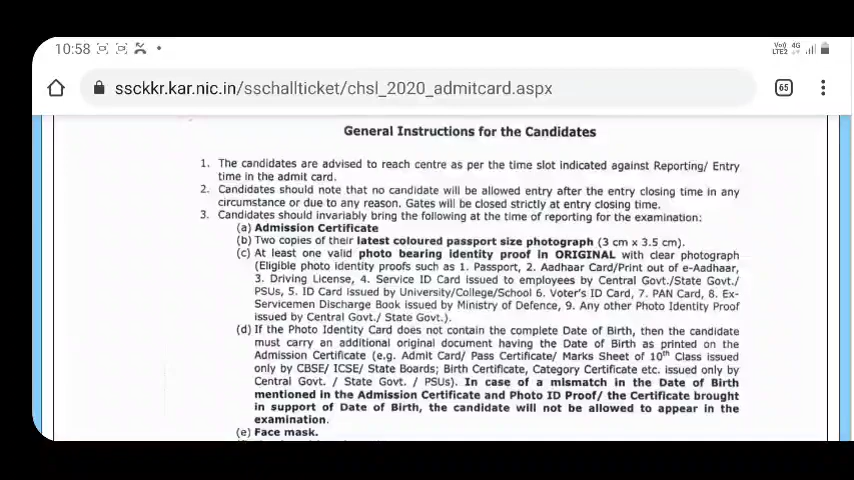 10:58
Vo) 4G
LTE2
ssckkr.kar.nic.in/sschallticket/chsl_2020_admitcard.aspx
65
General Instructions for the Candidates
1. The candidates are advised to reach centre as per the time slot indicated against Reporting/ Entry
time in the admit card.
2. Candidates should note that no candidate will be allowed entry after the entry closing time in any
circumstance or due to any reason. Gates will be closed strictly at entry closing time.
3. Candidates should invariably bring the following at the time of reporting for the examination:
(a) Admission Certificate
(b) Two copies of their latest coloured passport size photograph (3 cm x 3.5 cm).
(c) At least one valid photo bearing identity proof in ORIGINAL with clear photograph
(Eligible photo identity proofs such as 1. Passport, 2. Aadhaar Card/Print out of e-Aadhaar,
3. Driving License, 4. Service ID Card issued to employees by Central Govt./State Govt./
PSUs, 5. ID Card issued by University/College/School 6. Voter's ID Card, 7. PAN Card, 8. Ex-
Servicemen Discharge Book issued by Ministry of Defence, 9. Any other Photo Identity Proof
issued by Central Govt./ State Govt.).
(d) If the Photo Identity Card does not contain the complete Date of Birth, then the candidate
must carry an additional original document having the Date of Birth as printed on the
Admission Certificate (e.g. Admit Card/ Pass Certificate/ Marks Sheet of 10th Class issued
only by CBSE/ ICSE/ State Boards; Birth Certificate, Category Certificate etc. issued only by
Central Govt. / State Govt. / PSUs). In case of a mismatch in the Date of Birth
mentioned in the Admission Certificate and Photo ID Proof/ the Certificate brought
in support of Date of Birth, the candidate will not be allowed to appear in the
examination.
(e) Face mask.